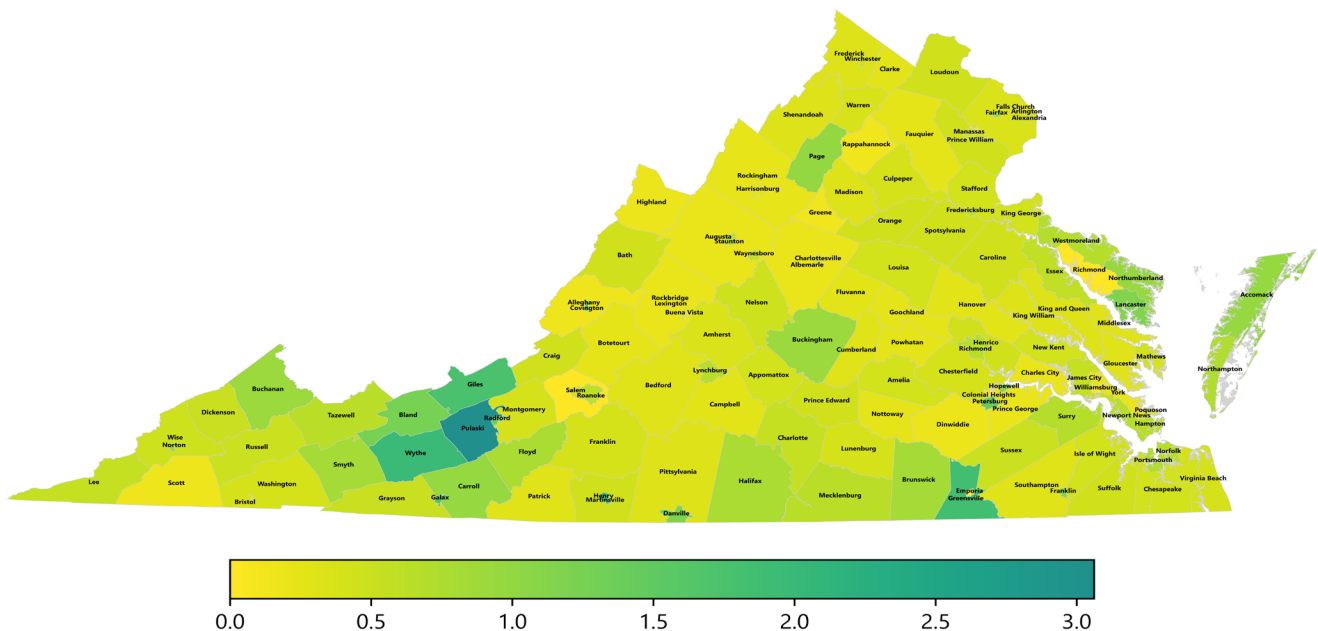 Frederick
Winchester
Clarke
Loudoun
Warren
Shenandoah
Falls Church
Fairfax
Arlington
Alexandria
Manassas
Prince William
Fauquier
Rappahannock
Page
Rockingham
Harrisonburg
Culpeper
Madison
Stafford
Highland
Greene
Fredericksburg
King George
Orange
Spotsylvania
Augusta
Staunton
Waynesboro
Westmoreland
Bath
Charlottesville
Albemarle
Louisa
Caroline
Essex
Richmond
Northumberland
Accomack
Alleghany
Covington
Rockbridge
Lexington
Buena Vista
Nelson
Fluvanna
Goochland
Hanover
King and Queen
King William
Lancaster
Middlesex
Botetourt
Amherst
Buckingham
Cumberland
Powhatan
Henrico
Richmond
New Kent
Mathews
Gloucester
Craig
Northampton
Giles
Salem
Roanoke
Bedford
Lynchburg
Appomattox
Amelia
Chesterfield
Charles City
James City
Williamsburg
York
Buchanan
Hopewell
Colonial Heights
Petersburg
Prince George
Prince Edward
Campbell
Dickenson
Tazewell
Bland
Radford
Montgomery
Pulaski
Nottoway
Dinwiddie
Surry
Newport News
Poquoson
Hampton
Wise
Norton
Russell
Wythe
Floyd
Franklin
Charlotte
Lunenburg
Sussex
Isle of Wight
Norfolk
Portsmouth
Smyth
Pittsylvania
Lee
Scott
Washington
Carroll
Halifax
Brunswick
Virginia Beach
Bristol
Grayson
Galax
Patrick
Henry
Martinsville
Mecklenburg
Emporia
Greensville
Southampton
Franklin
Suffolk
Chesapeake
Danville
0.0 0.5 1.0 1.5 2.0 2.5 3.0